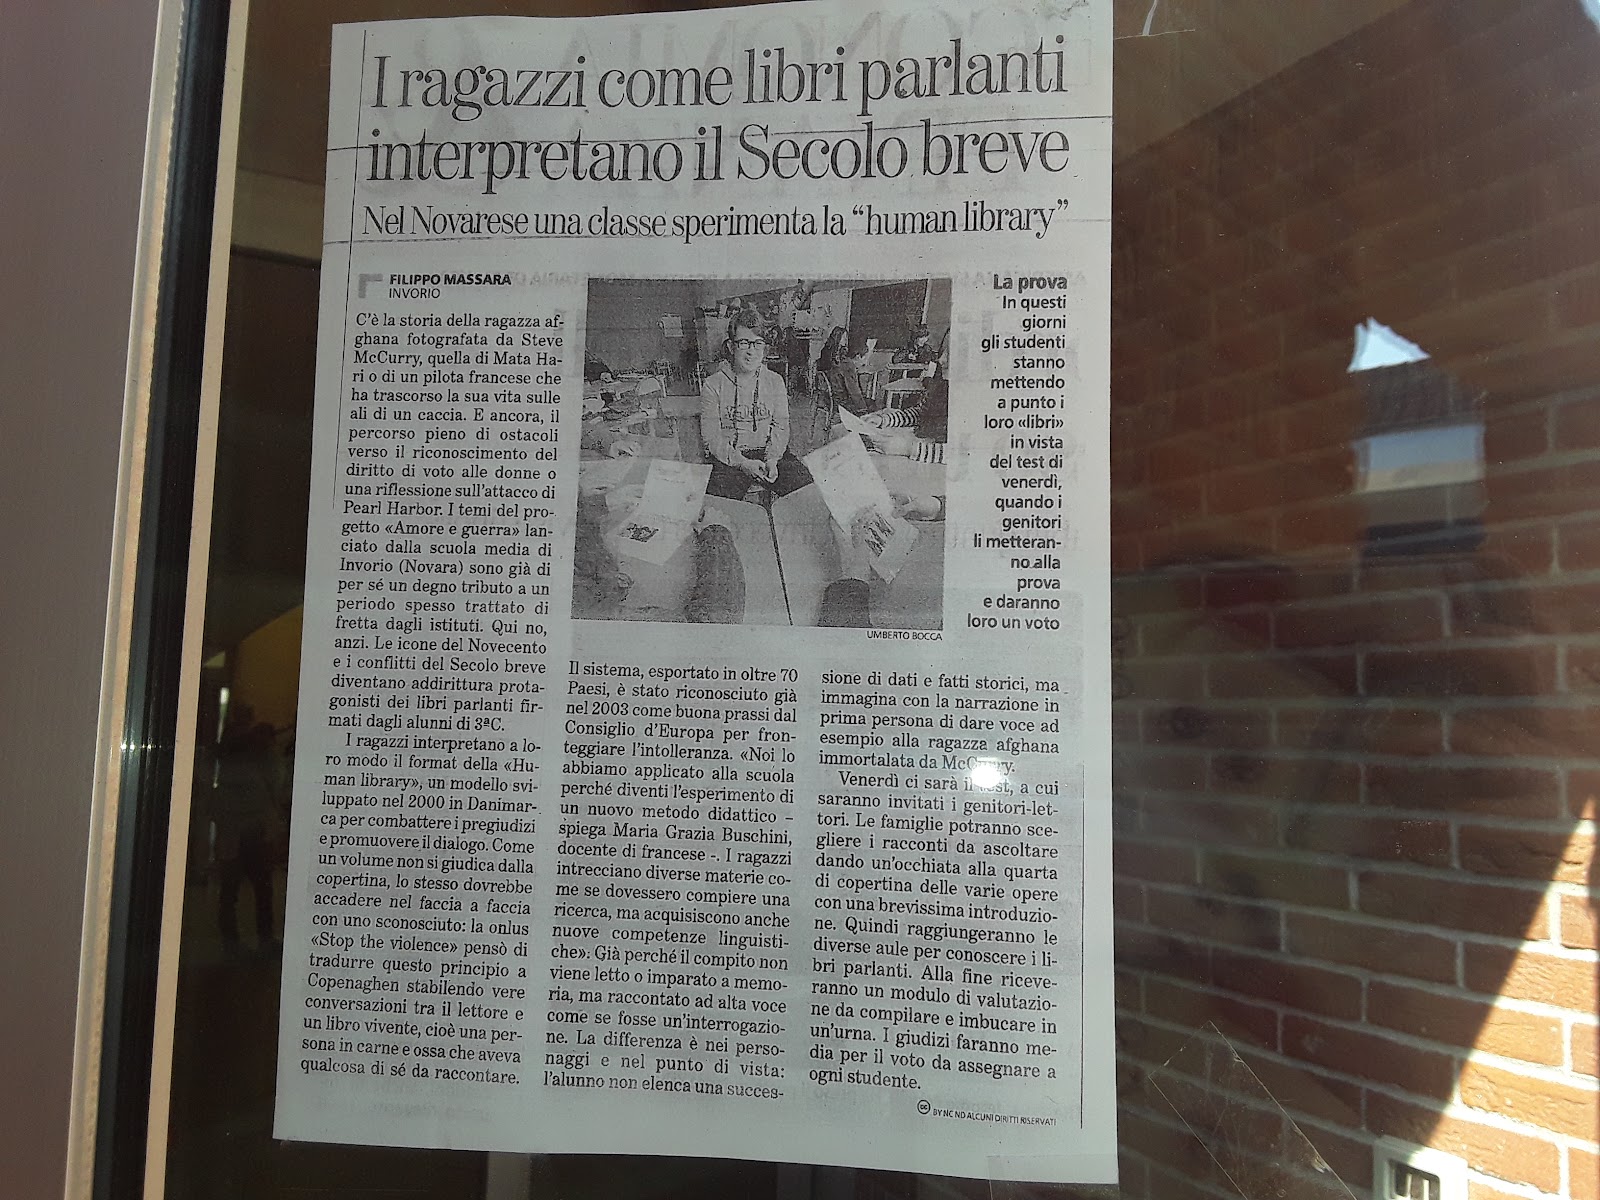 I ragazzi come libri parlanti
interpretano il Secolo breve
Nel Novarese una classe sperimenta la “human library”
FILIPPO MASSARA
INVORIO
C'è la storia della ragazza af-
ghana fotografata da Steve
McCurry, quella di Mata Ha-
ri o di un pilota francese che
ha trascorso la sua vita sulle
ali di un caccia. E ancora, il
percorso pieno di ostacoli
verso il riconoscimento del
diritto di voto alle donne o
una riflessione sull'attacco di
Pearl Harbor. I temi del pro-
getto «Amore e guerra» lan-
ciato dalla scuola media di
Invorio (Novara) sono già di
per sé un degno tributo a un
periodo spesso trattato di
fretta dagli istituti. Qui no,
anzi. Le icone del Novecento
e i conflitti del Secolo breve
diventano addirittura prota-
gonisti dei libri parlanti fir-
mati dagli alunni di 3ªC.
I ragazzi interpretano a lo-
ro modo il format della «Hu-
man library», un modello svi-
luppato nel 2000 in Danimar-
ca per combattere i pregiudizi
e promuovere il dialogo. Come
un volume non si giudica dalla
copertina, lo stesso dovrebbe
accadere nel faccia a faccia
con uno sconosciuto: la onlus
«Stop the violence» pensò di
tradurre questo principio a
Copenaghen stabilendo vere
conversazioni tra il lettore e
un libro vivente, cioè una per-
sona in carne e ossa che aveva
qualcosa di sé da raccontare.
La prova
In questi
giorni
gli studenti
stanno
mettendo
a punto i
loro «libri»
in vista
del test di
venerdì,
quando i
genitori
li metteran-
no alla
prova
e daranno
loro un voto
UMBERTO BOCCA
Il sistema, esportato in oltre 70
Paesi, è stato riconosciuto già
nel 2003 come buona prassi dal
Consiglio d'Europa per fron-
teggiare l'intolleranza. «Noi lo
abbiamo applicato alla scuola
perché diventi l'esperimento di
un nuovo metodo didattico -
spiega Maria Grazia Buschini,
docente di francese -. I ragazzi
intrecciano diverse materie co-
me se dovessero compiere una
ricerca, ma acquisiscono anche
nuove competenze linguisti-
che». Già perché il compito non
viene letto o imparato a memo-
ria, ma raccontato ad alta voce
come se fosse un'interrogazio-
ne. La differenza è nei perso-
naggi e nel punto di vista:
l'alunno non elenca una succes-
sione di dati e fatti storici, ma
immagina con la narrazione in
prima persona di dare voce ad
esempio alla ragazza afghana
immortalata da McCurry.
Venerdì ci sarà il test, a cui
saranno invitati i genitori-let-
tori. Le famiglie potranno sce-
gliere i racconti da ascoltare
dando un'occhiata alla quarta
di copertina delle varie opere
con una brevissima introduzio-
ne. Quindi raggiungeranno le
diverse aule per conoscere i li-
bri parlanti. Alla fine riceve-
ranno un modulo di valutazio-
ne da compilare e imbucare in
un'urna. I giudizi faranno me-
dia per il voto da assegnare a
ogni studente.
cc BY NC ND ALCUNI DIRITTI RISERVATI